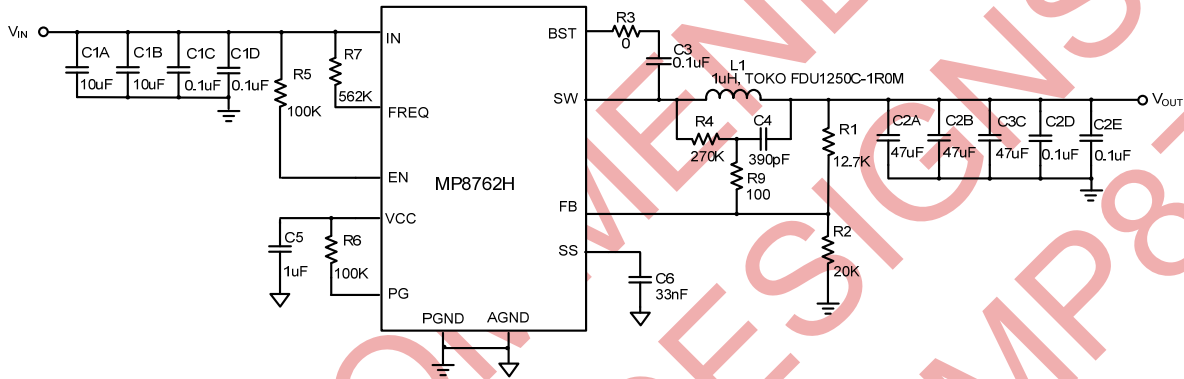 VIN
C1A
10uF
C1B
10uF
C1C
0.1uF
C1D
0.1uF
R5
100K
R7
562K
IN
FREQ
EN
VCC
PG
C5
1uF
R6
100K
MP8762H
PGND
AGND
BST
SW
FB
SS
R3
0
C3
0.1uF
L1
1uH, TOKO FDU1250C-1R0M
R4
270K
C4
390pF
R9
100
R1
12.7K
R2
20K
C6
33nF
C2A
47uF
C2B
47uF
C3C
47uF
C2D
0.1uF
C2E
0.1uF
VOUT
OMMEN
DESIGNS
MP8